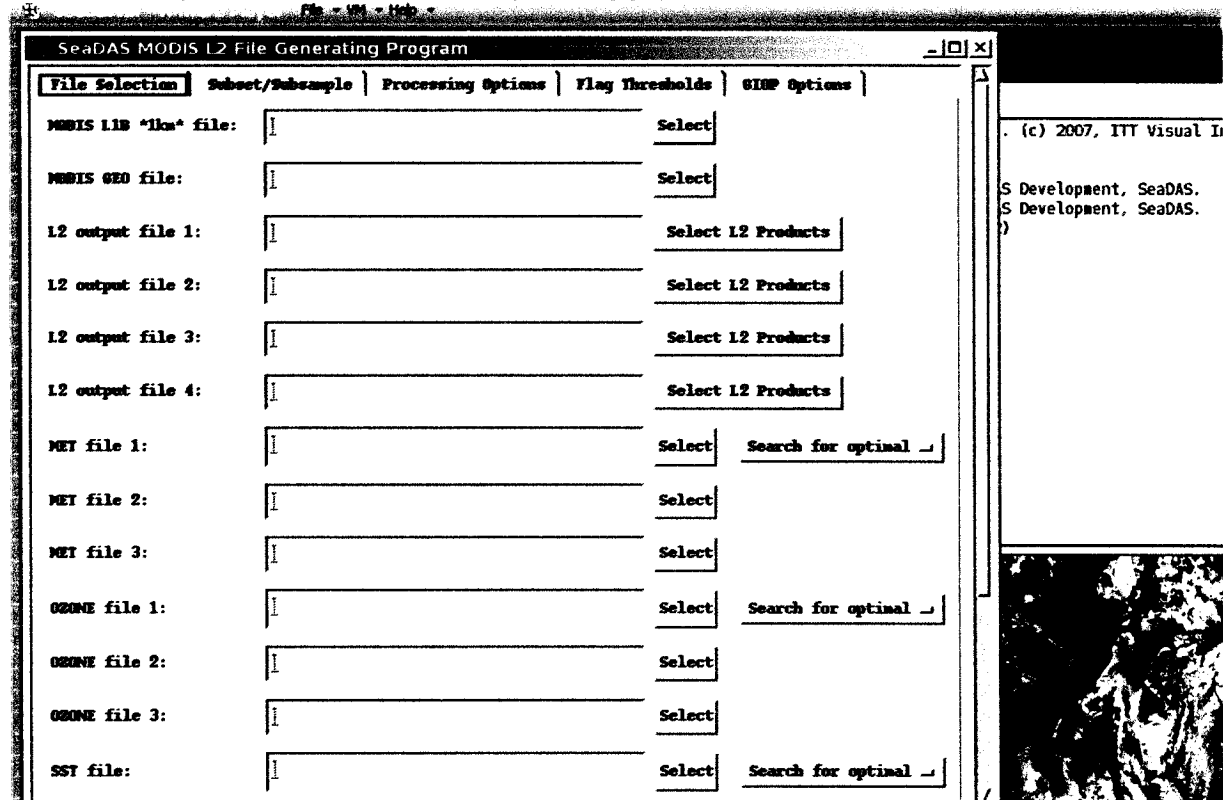 File VM Help
SeaDAS MODIS L2 File Generating Program
File Selection Subset/Subsample Processing Options Flag Thresholds GIOP Options
MODIS L1B *1km* file: Select
MODIS GEO file: Select
L2 output file 1: Select L2 Products
L2 output file 2: Select L2 Products
L2 output file 3: Select L2 Products
L2 output file 4: Select L2 Products
MET file 1: Select Search for optimal
MET file 2: Select
MET file 3: Select
OZONE file 1: Select Search for optimal
OZONE file 2: Select
OZONE file 3: Select
SST file: Select Search for optimal
. (c) 2007, ITT Visual
S Development, SeaDAS.
S Development, SeaDAS.